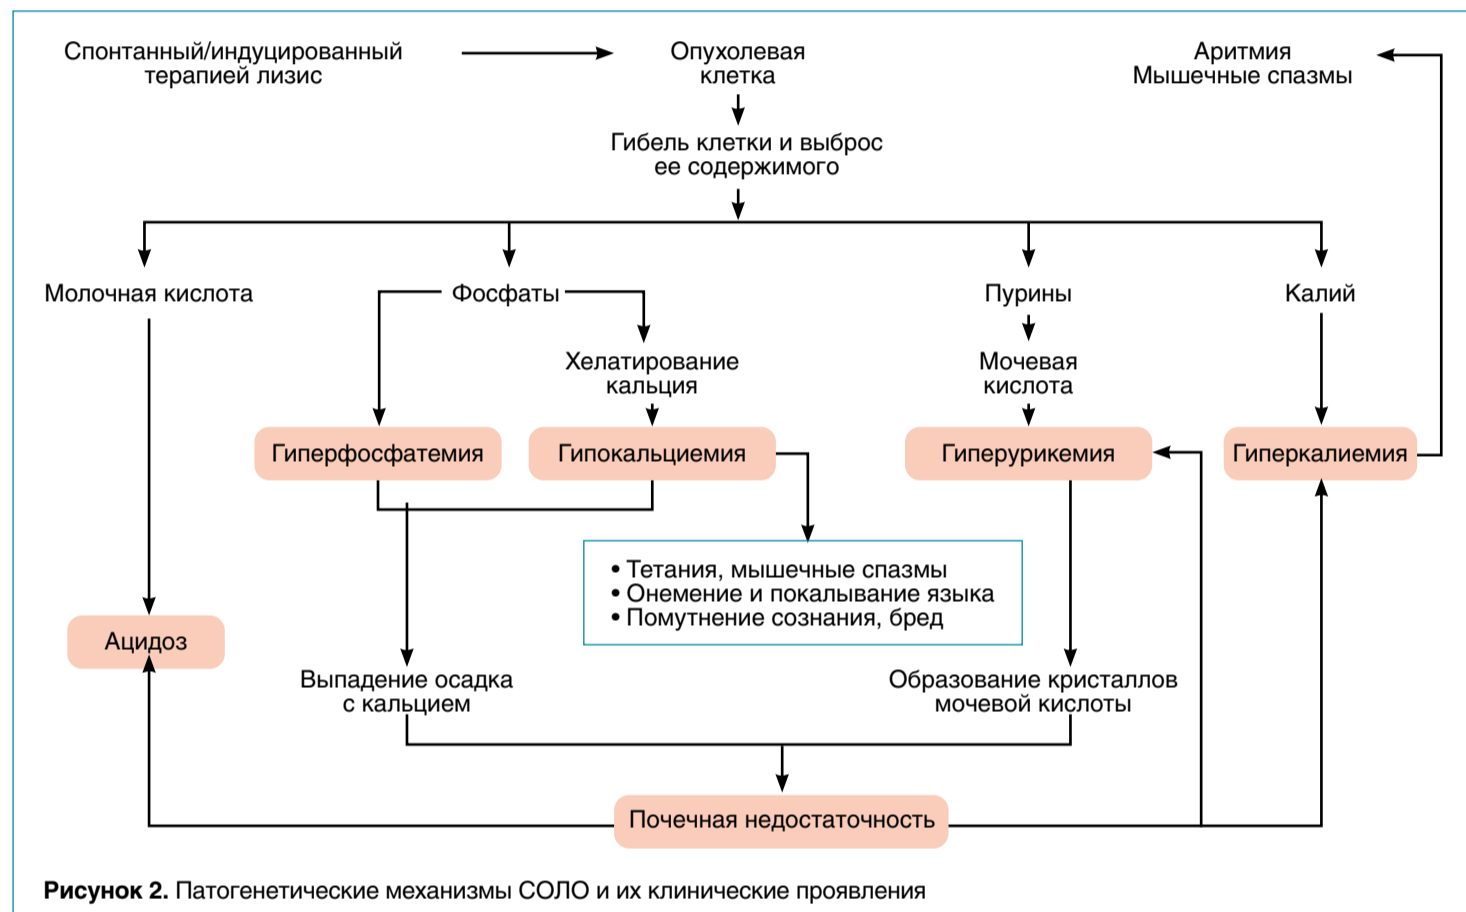 Спонтанный/индуцированный
терапией лизис
Опухолевая
клетка
Аритмия
Мышечные спазмы
Гибель клетки и выброс
ее содержимого
Молочная кислота
Фосфаты
Пурины
Калий
Хелатирование
кальция
Мочевая
кислота
Гиперфосфатемия
Гипокальциемия
Гиперурикемия
Гиперкалиемия
• Тетания, мышечные спазмы
• Онемение и покалывание языка
• Помутнение сознания, бред
Ацидоз
Выпадение осадка
с кальцием
Образование кристаллов
мочевой кислоты
Почечная недостаточность
Рисунок 2. Патогенетические механизмы СОЛО и их клинические проявления